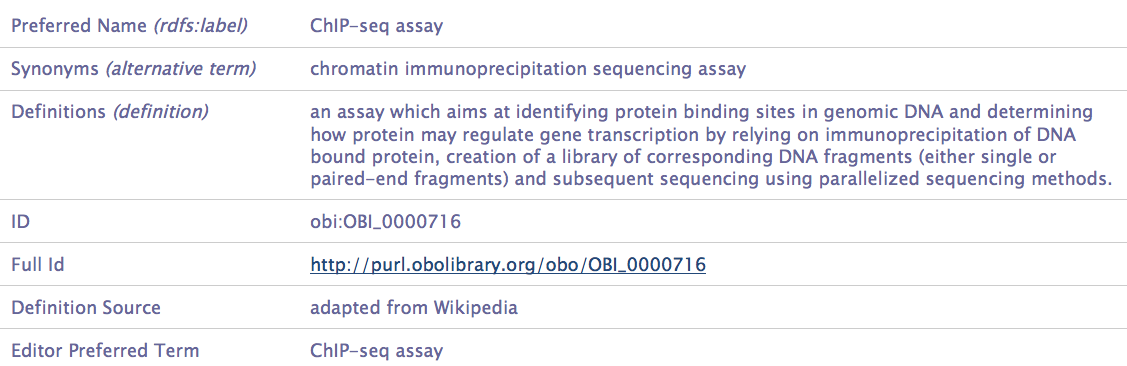 Preferred Name (rdfs:label) ChIP-seq assay
Synonyms (alternative term) chromatin immunoprecipitation sequencing assay
Definitions (definition) an assay which aims at identifying protein binding sites in genomic DNA and determining
how protein may regulate gene transcription by relying on immunoprecipitation of DNA
bound protein, creation of a library of corresponding DNA fragments (either single or
paired-end fragments) and subsequent sequencing using parallelized sequencing methods.
ID obi:OBI_0000716
Full Id http://purl.obolibrary.org/obo/OBI_0000716
Definition Source adapted from Wikipedia
Editor Preferred Term ChIP-seq assay